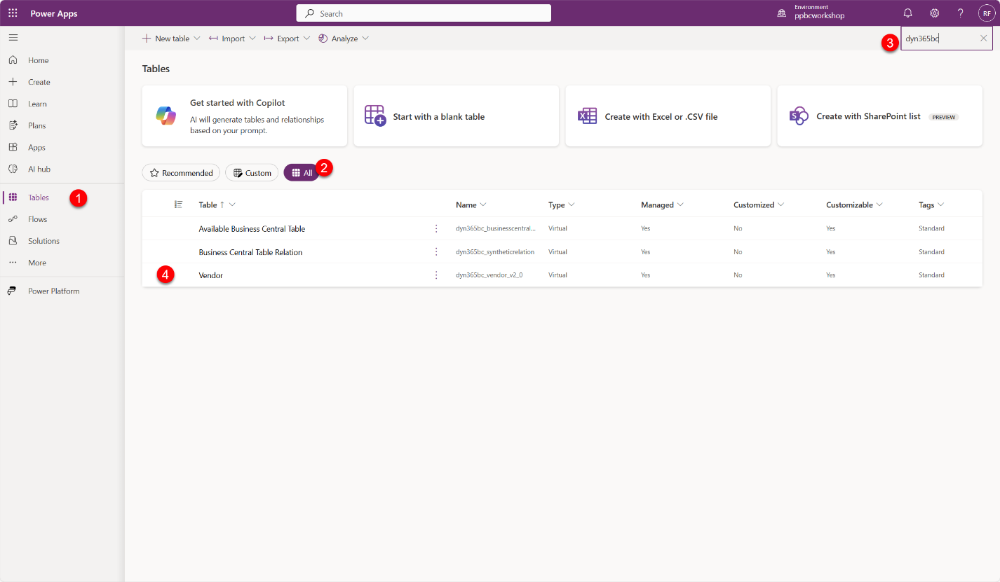 Power Apps
Search
Environment
ppbcworkshop
RF
New table
Import
Export
Analyze
3
dyn365bc
Home
Create
Learn
Plans
Apps
AI hub
Tables
1
Flows
Solutions
More
Power Platform
Tables
Get started with Copilot
AI will generate tables and relationships
based on your prompt.
Start with a blank table
Create with Excel or .CSV file
Create with SharePoint list PREVIEW
Recommended
Custom
All
2
Table ↑ Name Type Managed Customized Customizable Tags
Available Business Central Table dyn365bc_businesscentral... Virtual Yes No Yes Standard
Business Central Table Relation dyn365bc_syntheticrelation Virtual Yes No Yes Standard
4 Vendor dyn365bc_vendor_v2_0 Virtual Yes No Yes Standard